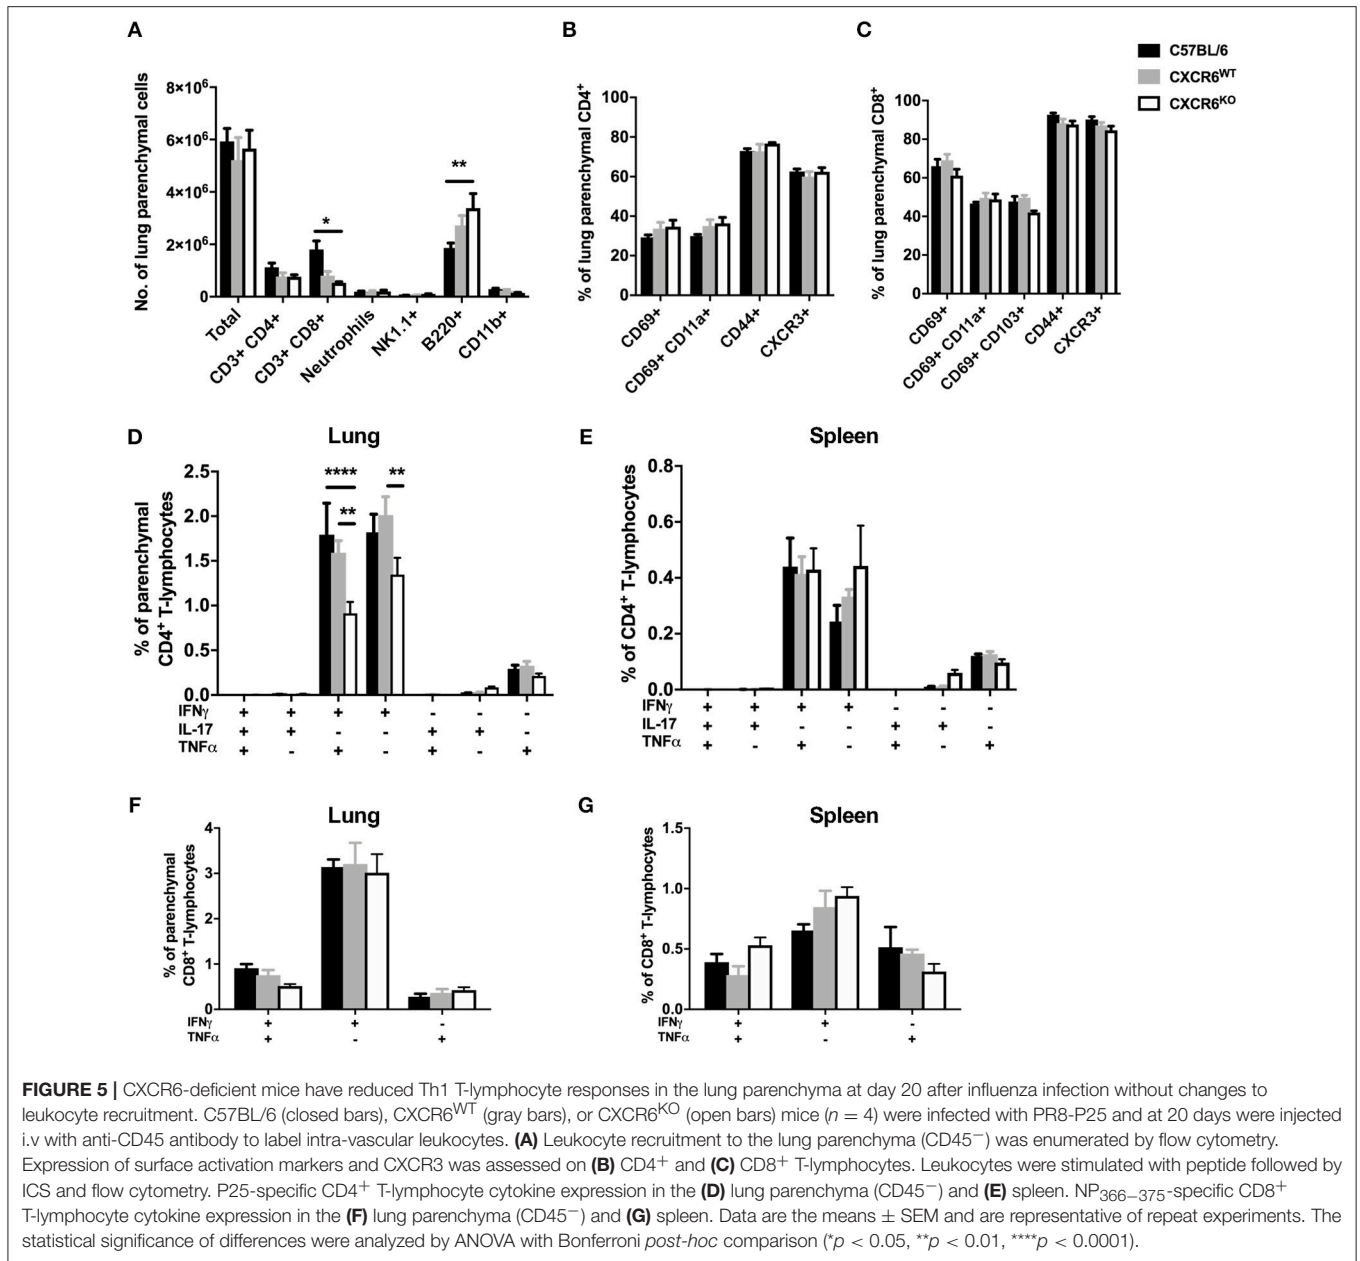 A
B
C
C57BL/6
CXCR6WT
CXCR6KO
No. of lung parenchymal cells
8×10⁶
6×10⁶
4×10⁶
2×10⁶
0
*
**
Total
CD3+ CD4+
CD3+ CD8+
Neutrophils
NK1.1+
B220+
CD11b+
% of lung parenchymal CD4⁺
100
80
60
40
20
0
CD69+
CD69+ CD11a+
CD44+
CXCR3+
% of lung parenchymal CD8⁺
100
80
60
40
20
0
CD69+
CD69+ CD11a+
CD69+ CD103+
CD44+
CXCR3+
D
Lung
% of parenchymal
CD4⁺ T-lymphocytes
2.5
2.0
1.5
1.0
0.5
0.0
****
**
**
IFNγ + + + + - - -
IL-17 + + - - + + -
TNFα + - + - + - +
E
Spleen
% of CD4⁺ T-lymphocytes
0.8
0.6
0.4
0.2
0.0
IFNγ + + + + - - -
IL-17 + + - - + + -
TNFα + - + - + - +
F
Lung
% of parenchymal
CD8⁺ T-lymphocytes
4
3
2
1
0
IFNγ + + -
TNFα + - +
G
Spleen
% of CD8⁺ T-lymphocytes
1.5
1.0
0.5
0.0
IFNγ + + -
TNFα + - +
FIGURE 5 | CXCR6-deficient mice have reduced Th1 T-lymphocyte responses in the lung parenchyma at day 20 after influenza infection without changes to
leukocyte recruitment. C57BL/6 (closed bars), CXCR6WT (gray bars), or CXCR6KO (open bars) mice (n = 4) were infected with PR8-P25 and at 20 days were injected
i.v with anti-CD45 antibody to label intra-vascular leukocytes. (A) Leukocyte recruitment to the lung parenchyma (CD45−) was enumerated by flow cytometry.
Expression of surface activation markers and CXCR3 was assessed on (B) CD4+ and (C) CD8+ T-lymphocytes. Leukocytes were stimulated with peptide followed by
ICS and flow cytometry. P25-specific CD4+ T-lymphocyte cytokine expression in the (D) lung parenchyma (CD45−) and (E) spleen. NP366−375-specific CD8+
T-lymphocyte cytokine expression in the (F) lung parenchyma (CD45−) and (G) spleen. Data are the means ± SEM and are representative of repeat experiments. The
statistical significance of differences were analyzed by ANOVA with Bonferroni post-hoc comparison (*p < 0.05, **p < 0.01, ****p < 0.0001).